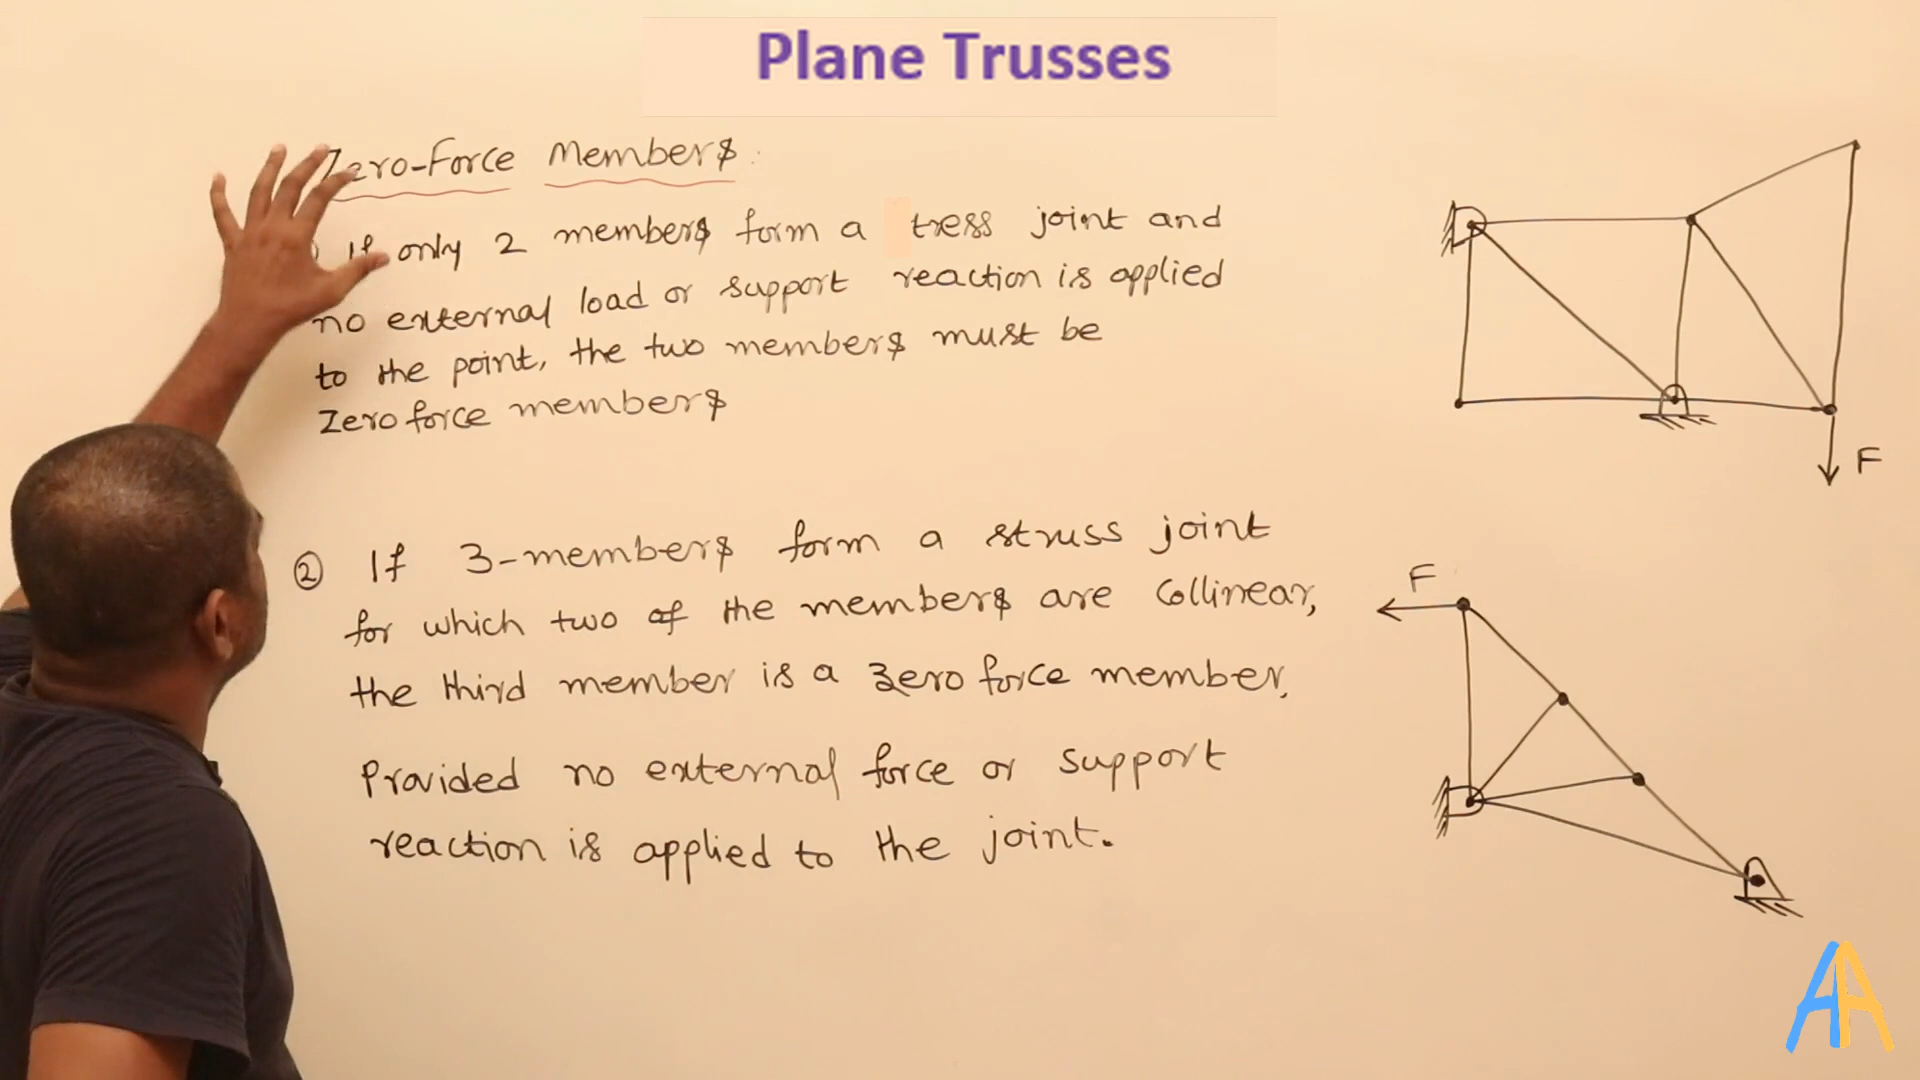 Plane Trusses
Zero-Force Members
If only 2 members form a tress joint and
no external load or support reaction is applied
to the point, the two members must be
Zero force members
F
② If 3-members form a struss joint
for which two of the members are Collinear,
the third member is a Zero force member,
Provided no external force or support
reaction is applied to the joint.
F
AA